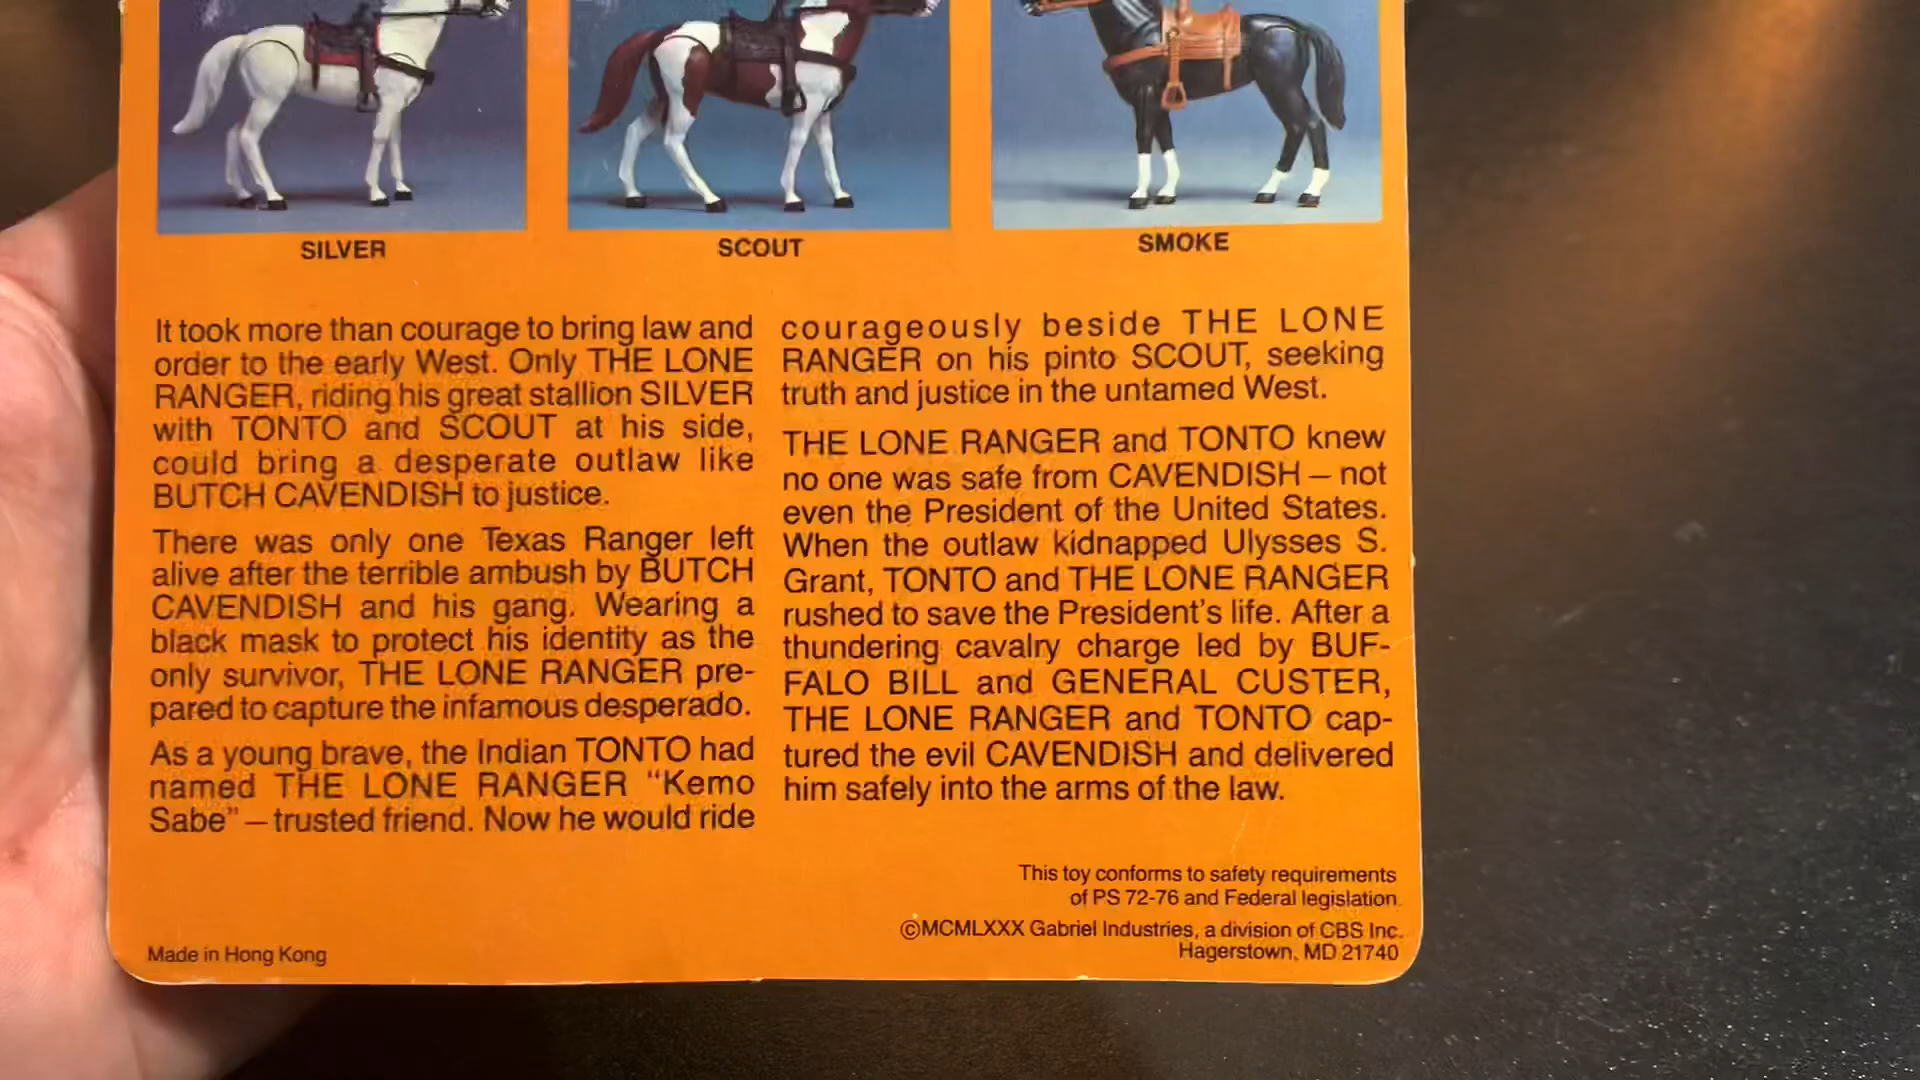 SILVER
SCOUT
SMOKE
It took more than courage to bring law and
order to the early West. Only THE LONE
RANGER, riding his great stallion SILVER
with TONTO and SCOUT at his side,
could bring a desperate outlaw like
BUTCH CAVENDISH to justice.
There was only one Texas Ranger left
alive after the terrible ambush by BUTCH
CAVENDISH and his gang. Wearing a
black mask to protect his identity as the
only survivor, THE LONE RANGER pre-
pared to capture the infamous desperado.
As a young brave, the Indian TONTO had
named THE LONE RANGER “Kemo
Sabe” – trusted friend. Now he would ride
courageously beside THE LONE
RANGER on his pinto SCOUT, seeking
truth and justice in the untamed West.
THE LONE RANGER and TONTO knew
no one was safe from CAVENDISH – not
even the President of the United States.
When the outlaw kidnapped Ulysses S.
Grant, TONTO and THE LONE RANGER
rushed to save the President's life. After a
thundering cavalry charge led by BUF-
FALO BILL and GENERAL CUSTER,
THE LONE RANGER and TONTO cap-
tured the evil CAVENDISH and delivered
him safely into the arms of the law.
This toy conforms to safety requirements
of PS 72-76 and Federal legislation.
©MCMLXXX Gabriel Industries, a division of CBS Inc.
Hagerstown, MD 21740
Made in Hong Kong